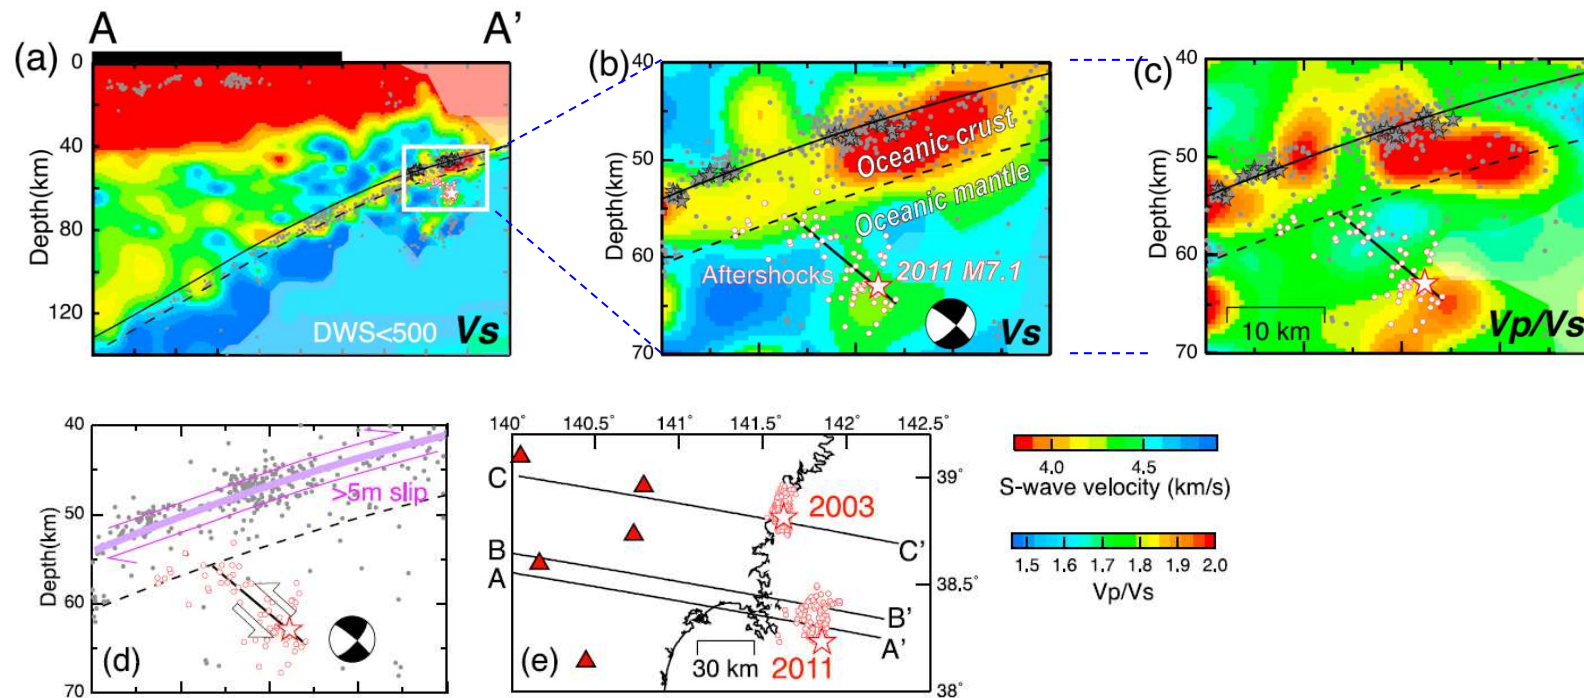 A A’
(a)
0
40
80
120
Depth(km)
DWS<500
Vs
(b)
40
50
60
70
Depth(km)
Oceanic crust
Oceanic mantle
Aftershocks
2011 M7.1
Vs
(c)
40
50
60
70
Depth(km)
10 km
Vp/Vs
40
50
60
70
Depth(km)
>5m slip
(d)
140˚ 140.5˚ 141˚ 141.5˚ 142˚ 142.5˚
39˚
38.5˚
38˚
C
B
A
2003
C’
B’
A’
30 km
2011
(e)
4.0 4.5
S-wave velocity (km/s)
1.5 1.6 1.7 1.8 1.9 2.0
Vp/Vs